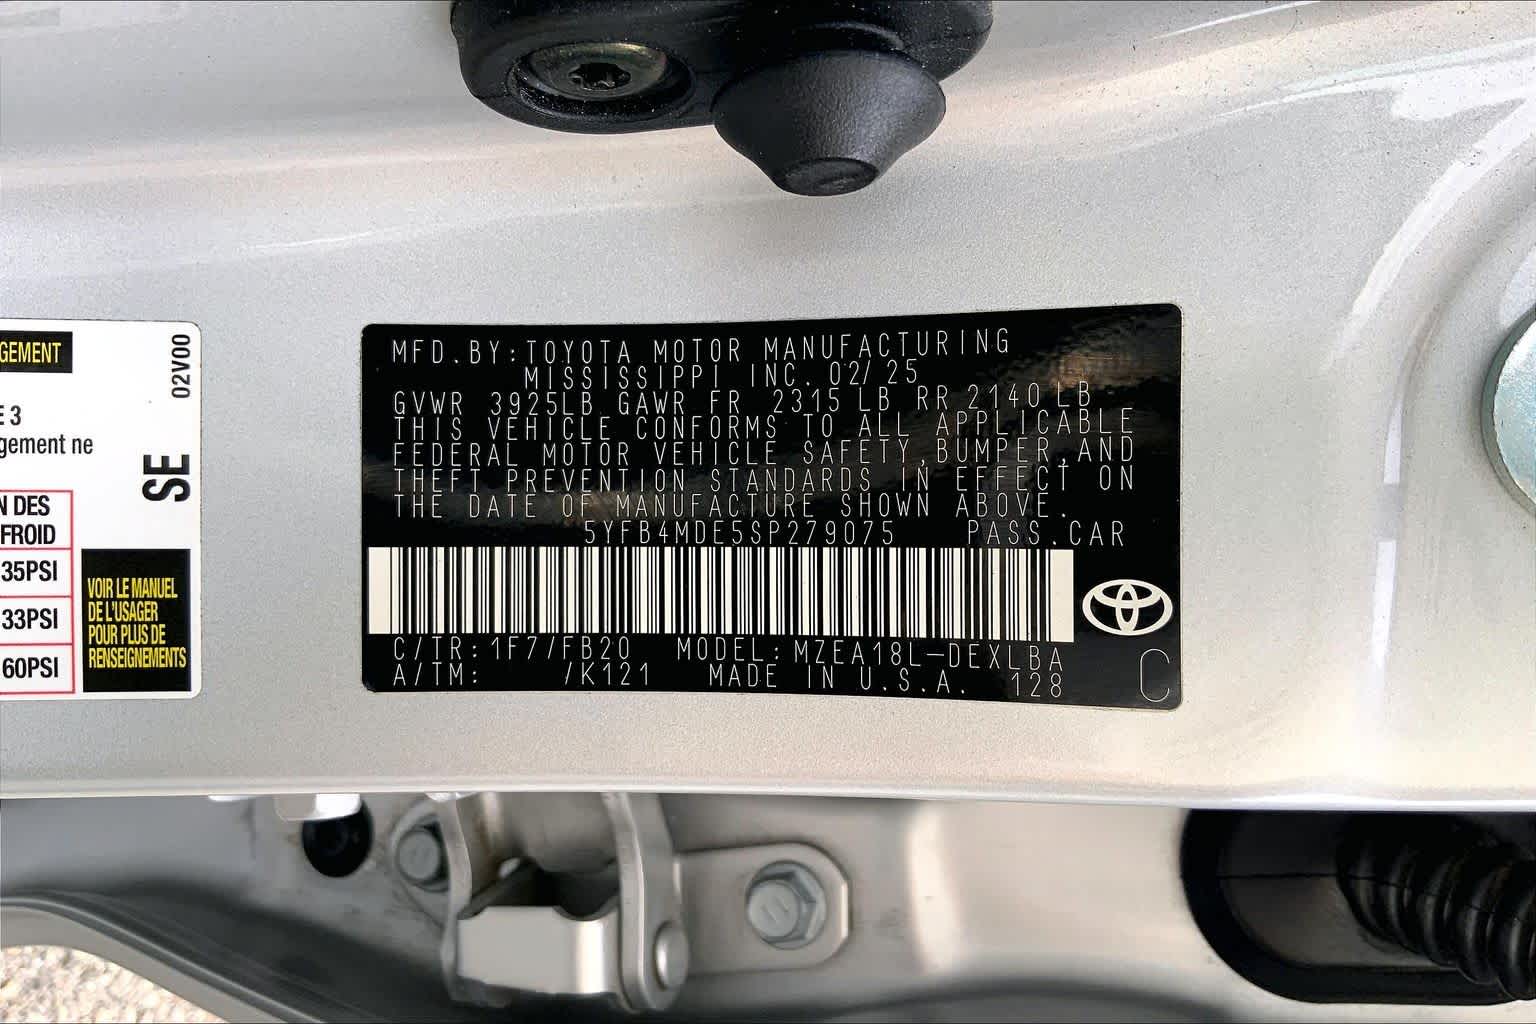 GEMENT
02V00
E 3
gement ne
SE
N DES
FROID
35PSI
33PSI
60PSI
VOIR LE MANUEL
DE L'USAGER
POUR PLUS DE
RENSEIGNEMENTS
MFD.BY:TOYOTA MOTOR MANUFACTURING
MISSISSIPPI INC. 02/25
GVWR 3925LB GAWR FR 2315 LB RR 2140 LB
THIS VEHICLE CONFORMS TO ALL APPLICABLE
FEDERAL MOTOR VEHICLE SAFETY,BUMPER,AND
THEFT PREVENTION STANDARDS IN EFFECT ON
THE DATE OF MANUFACTURE SHOWN ABOVE.
5YFB4MDE5SP279075 PASS.CAR
C/TR:1F7/FB20 MODEL:MZEA18L-DEXLBA
A/TM: /K121 MADE IN U.S.A. 128
C